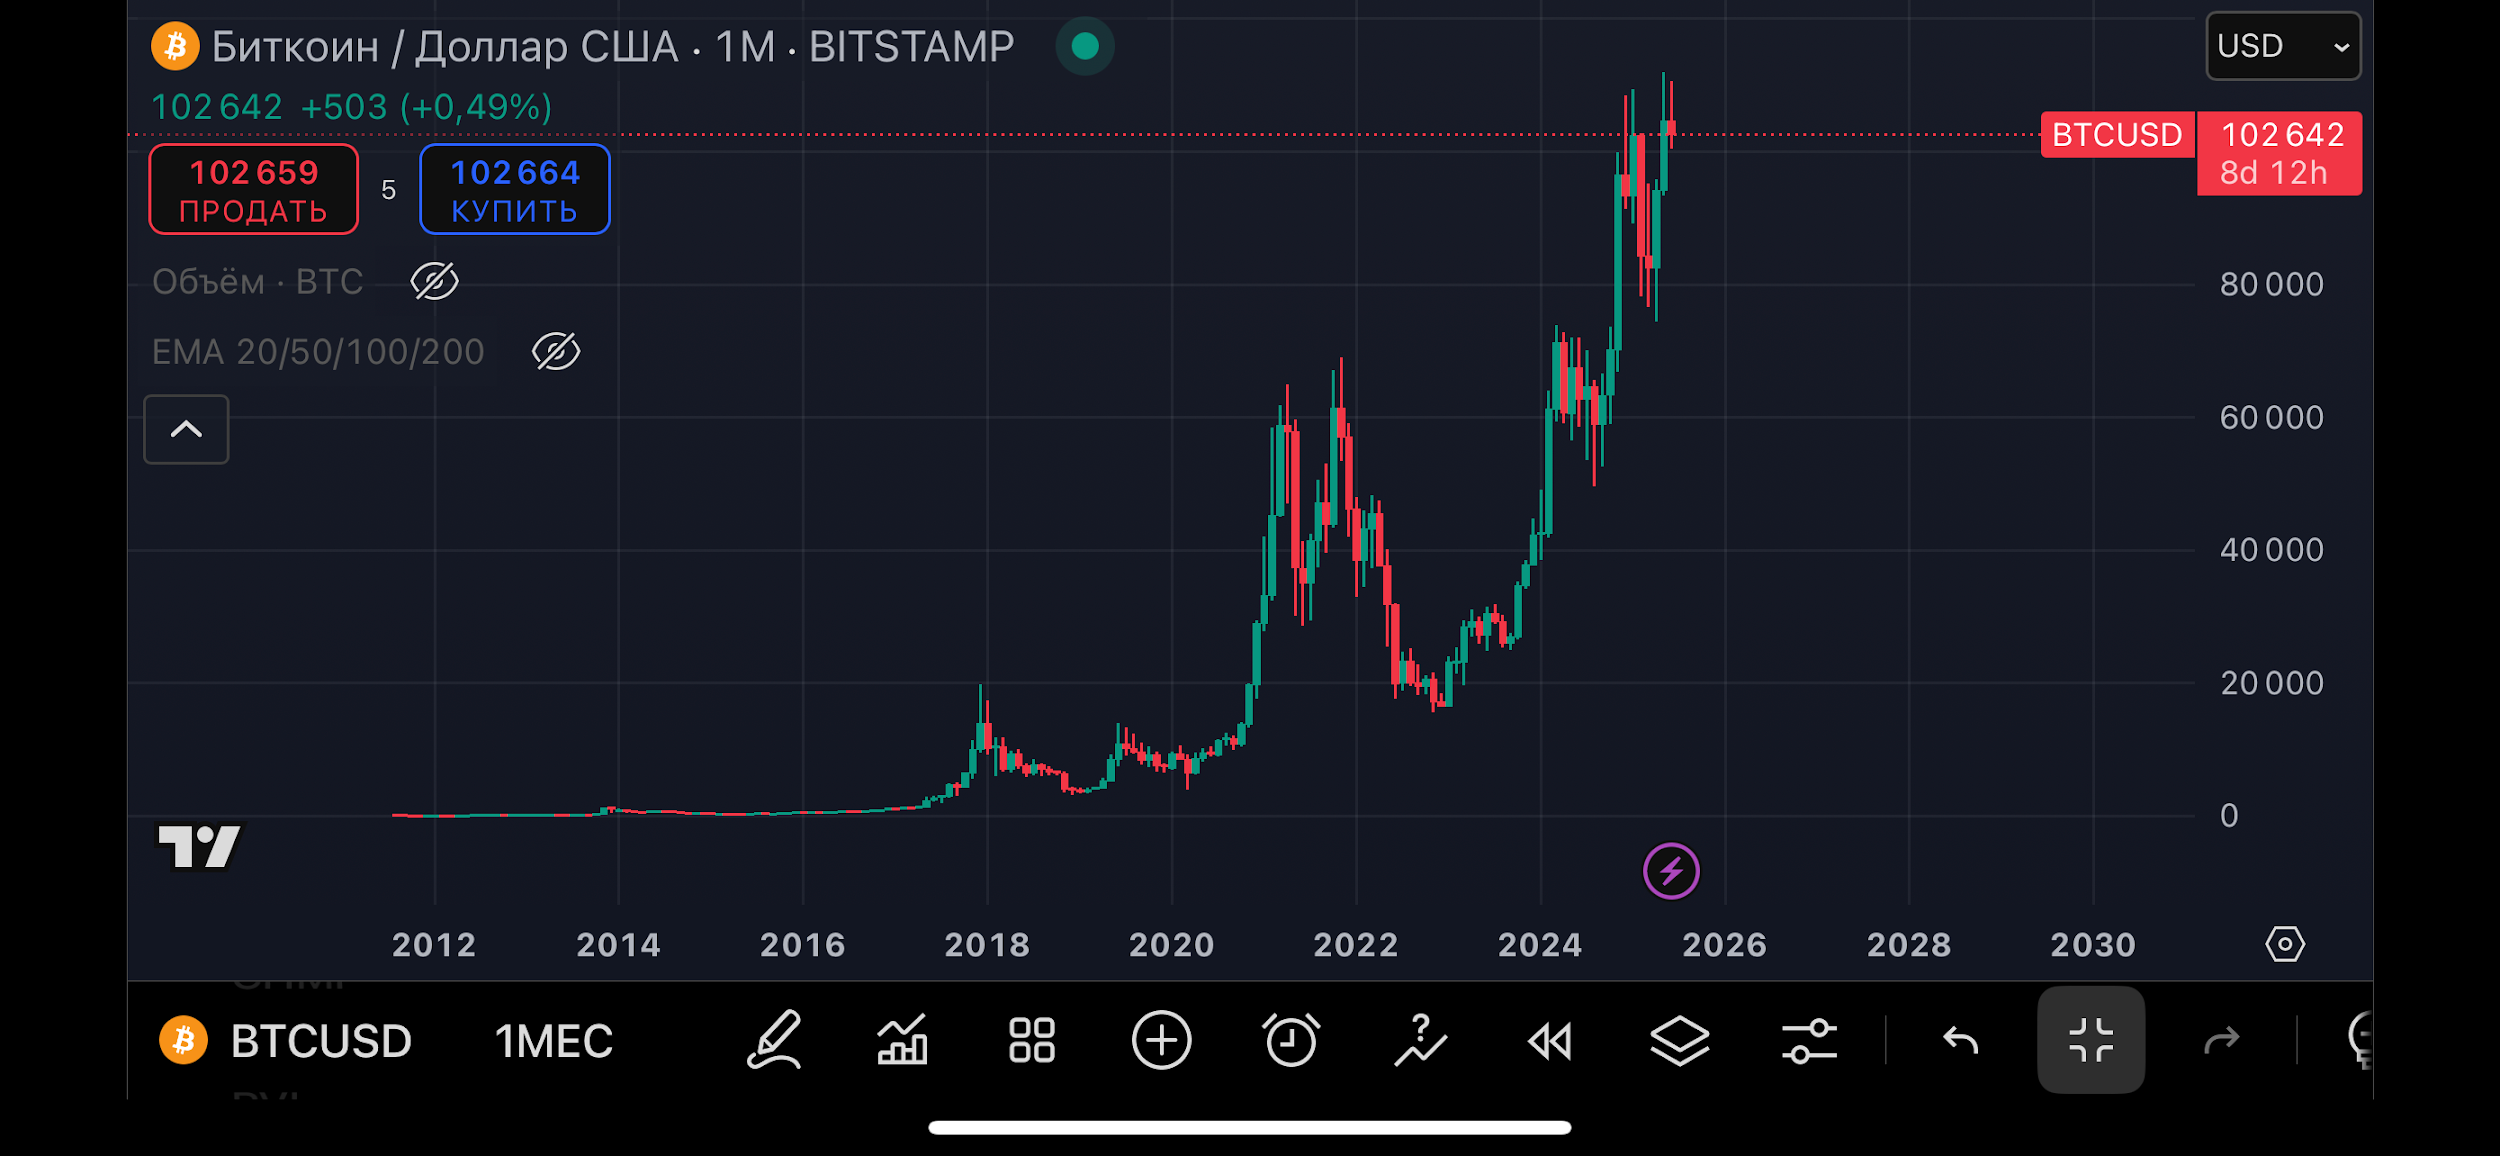 Биткоин / Доллар США · 1М · BITSTAMP
USD
102 642 +503 (+0,49%)
BTCUSD 102 642
8d 12h
102 659
ПРОДАТЬ
5
102 664
КУПИТЬ
Объём · BTC
80 000
EMA 20/50/100/200
60 000
40 000
20 000
0
2012 2014 2016 2018 2020 2022 2024 2026 2028 2030
BTCUSD 1МЕС